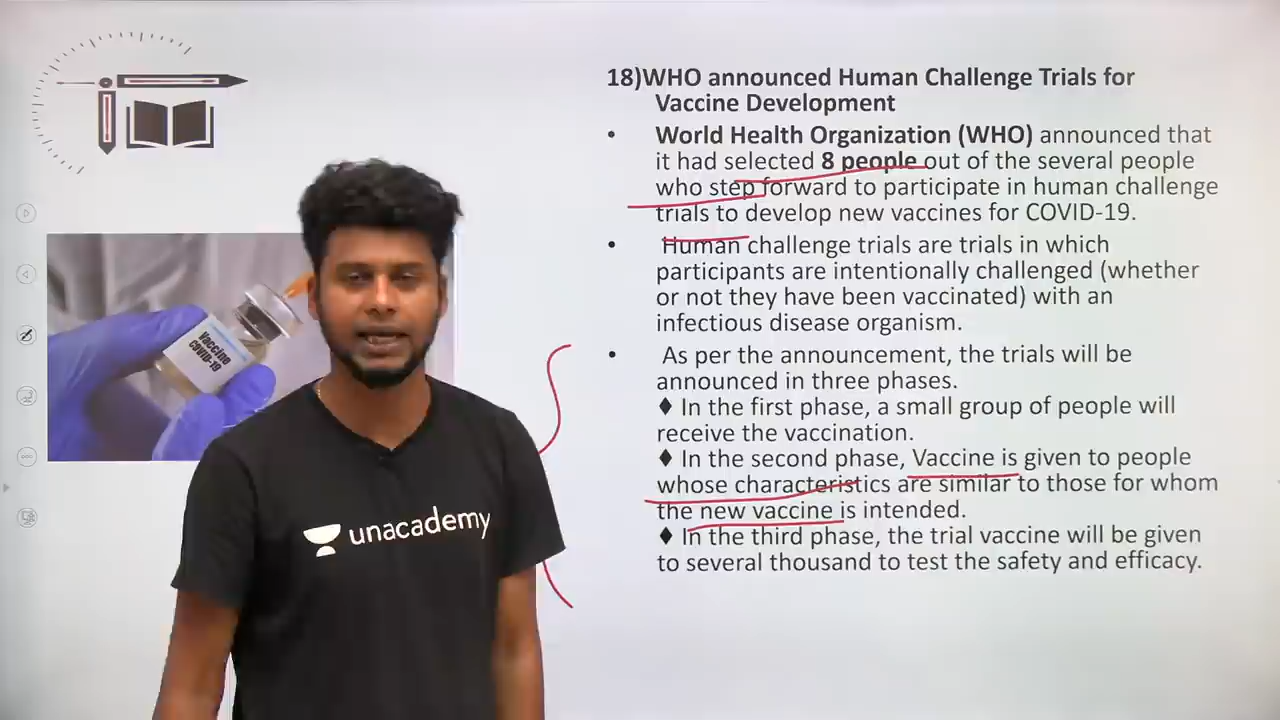 18)WHO announced Human Challenge Trials for
Vaccine Development
• World Health Organization (WHO) announced that
it had selected 8 people out of the several people
who step forward to participate in human challenge
trials to develop new vaccines for COVID-19.
• Human challenge trials are trials in which
participants are intentionally challenged (whether
or not they have been vaccinated) with an
infectious disease organism.
• As per the announcement, the trials will be
announced in three phases.
♦ In the first phase, a small group of people will
receive the vaccination.
♦ In the second phase, Vaccine is given to people
whose characteristics are similar to those for whom
the new vaccine is intended.
♦ In the third phase, the trial vaccine will be given
to several thousand to test the safety and efficacy.
Vaccine
COVID-19
unacademy